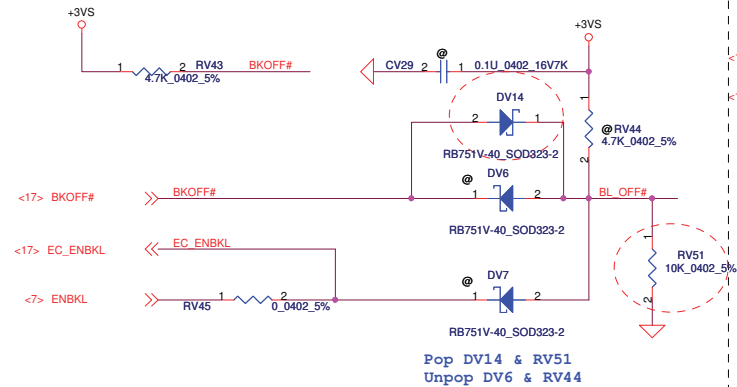 +3VS
+3VS
1 2 RV43 BKOFF#
4.7K_0402_5%
CV29 2 @ 1 0.1U_0402_16V7K
DV14
2 1
RB751V-40_SOD323-2
1
@ RV44
4.7K_0402_5%
2
DV6
<17> BKOFF# BKOFF# @ 1 2 BL_OFF#
RB751V-40_SOD323-2
<17> EC_ENBKL EC_ENBKL
1
RV51
10K_0402_5%
2
DV7
<7> ENBKL RV45 1 2 0_0402_5% @ 1 2
RB751V-40_SOD323-2
Pop DV14 & RV51
Unpop DV6 & RV44